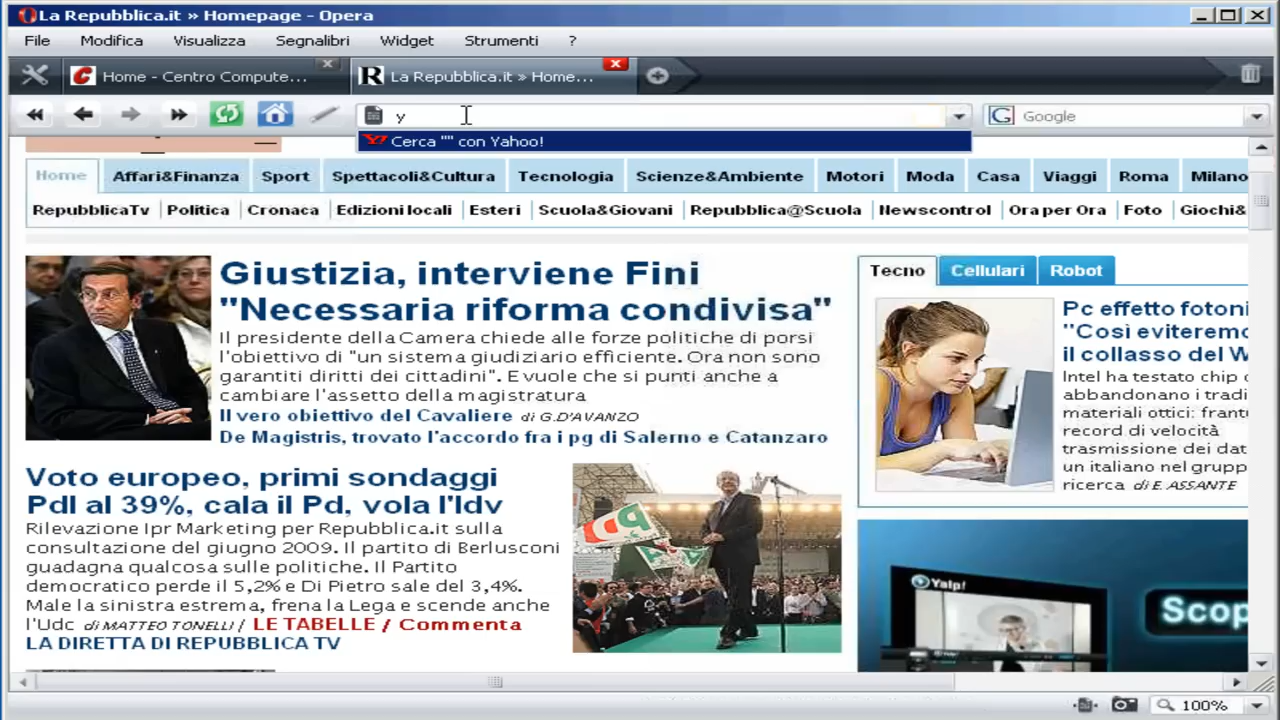 La Repubblica.it » Homepage - Opera
File Modifica Visualizza Segnalibri Widget Strumenti ?
Home - Centro Compute... La Repubblica.it » Home...
y Google
Cerca "" con Yahoo!
Home Affari&Finanza Sport Spettacoli&Cultura Tecnologia Scienze&Ambiente Motori Moda Casa Viaggi Roma Milano
RepubblicaTv Politica Cronaca Edizioni locali Esteri Scuola&Giovani Repubblica@Scuola Newscontrol Ora per Ora Foto Giochi&
Giustizia, interviene Fini
"Necessaria riforma condivisa"
Il presidente della Camera chiede alle forze politiche di porsi
l'obiettivo di "un sistema giudiziario efficiente. Ora non sono
garantiti diritti dei cittadini". E vuole che si punti anche a
cambiare l'assetto della magistratura
Il vero obiettivo del Cavaliere di G.D'AVANZO
De Magistris, trovato l'accordo fra i pg di Salerno e Catanzaro
Voto europeo, primi sondaggi
Pdl al 39%, cala il Pd, vola l'Idv
Rilevazione Ipr Marketing per Repubblica.it sulla
consultazione del giugno 2009. Il partito di Berlusconi
guadagna qualcosa sulle politiche. Il Partito
democratico perde il 5,2% e Di Pietro sale del 3,4%.
Male la sinistra estrema, frena la Lega e scende anche
l'Udc di MATTEO TONELLI / LE TABELLE / Commenta
LA DIRETTA DI REPUBBLICA TV
PD
Tecno Cellulari Robot
Pc effetto fotoni
"Così eviteremo
il collasso del W
Intel ha testato chip c
abbandonano i tradi
materiali ottici: frantu
record di velocità
trasmissione dei dat
un italiano nel grupp
ricerca di E.ASSANTE
Yalp!
Scop
100%